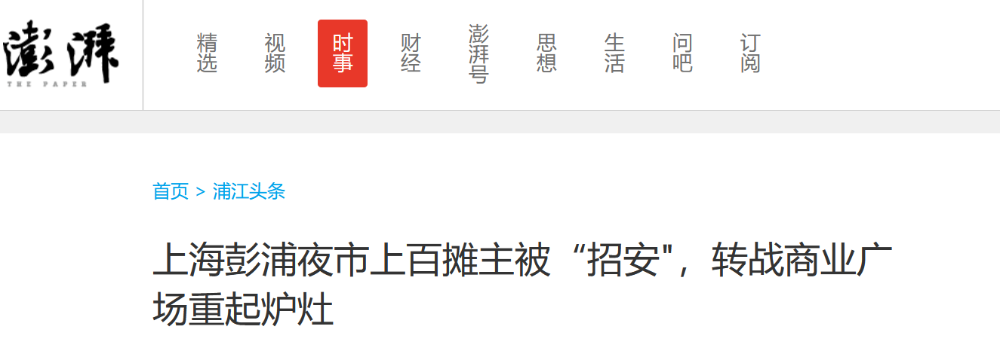 澎湃
THE PAPER
精选
视频
时事
财经
澎湃号
思想
生活
问吧
订阅
首页 > 浦江头条
上海彭浦夜市上百摊主被“招安"，转战商业广
场重起炉灶